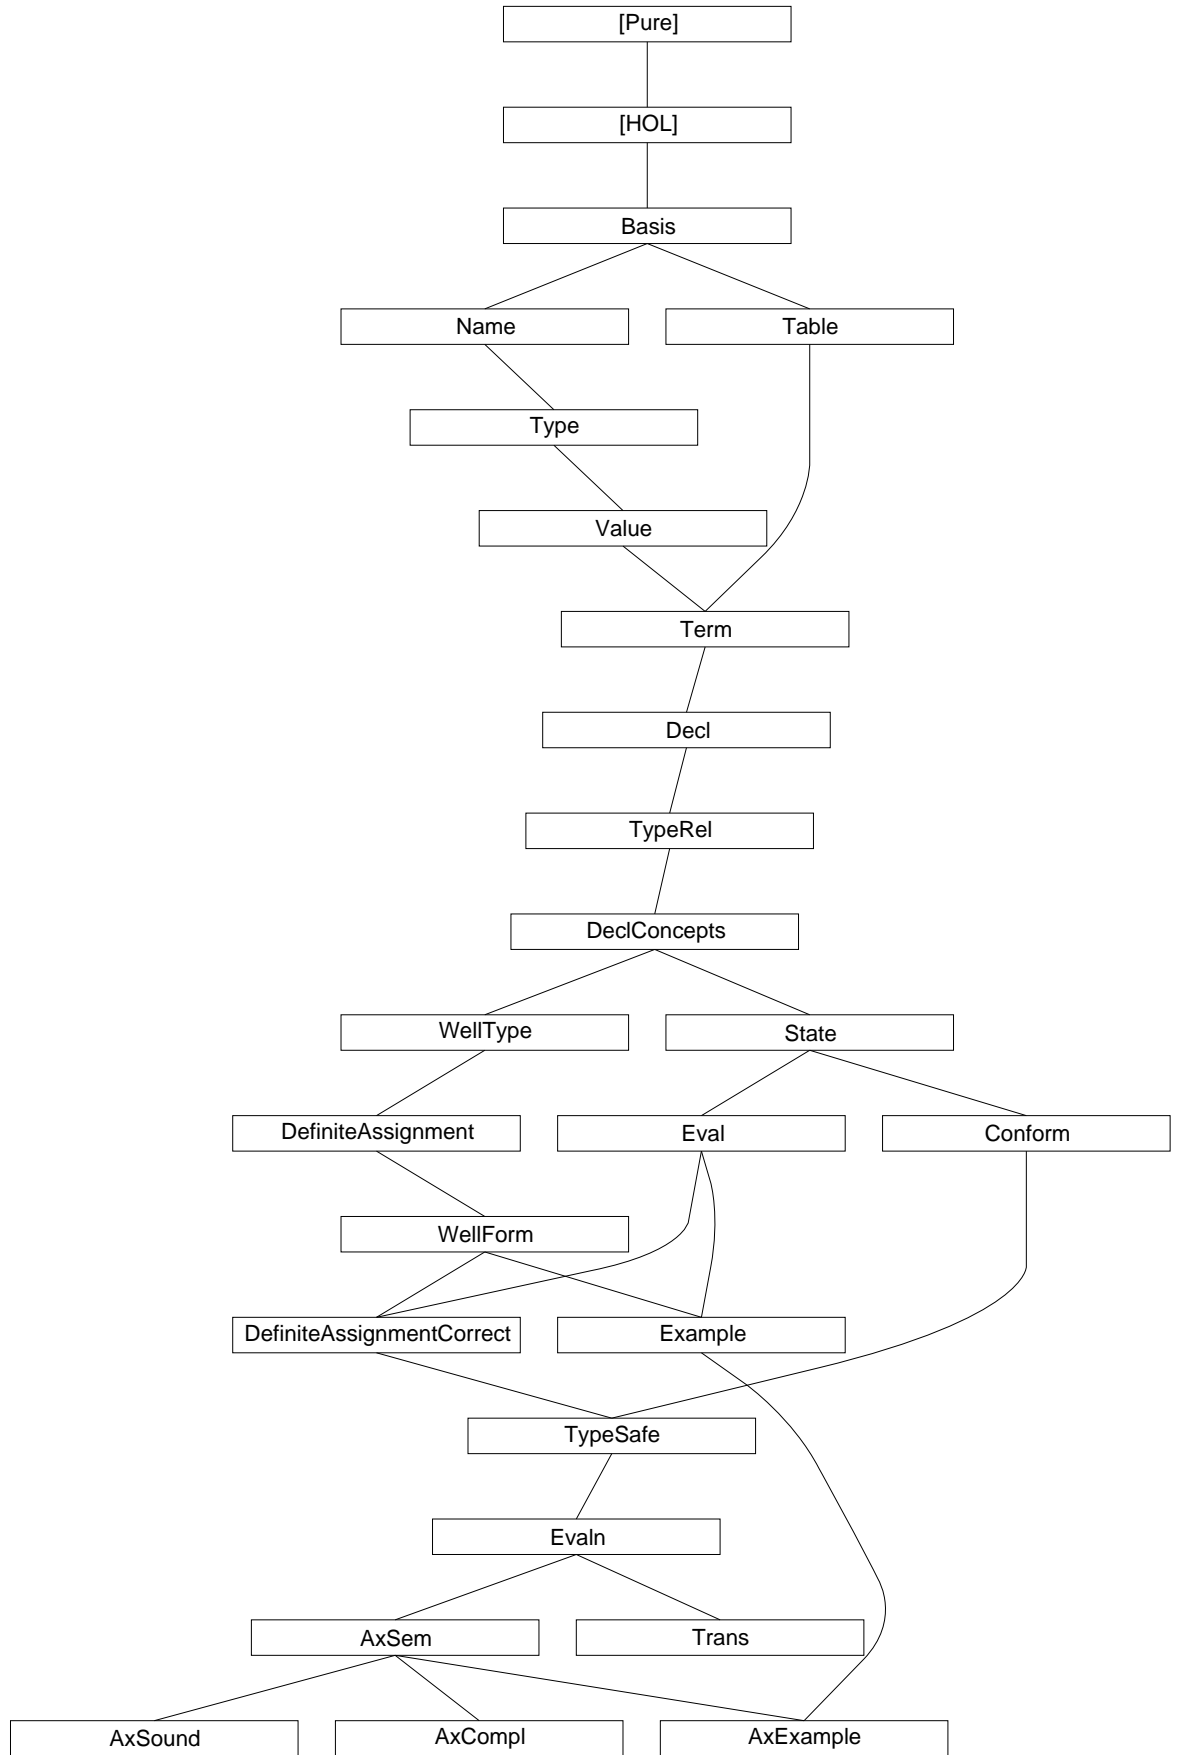 [Pure]
[HOL]
Basis
Name
Table
Type
Value
Term
Decl
TypeRel
DeclConcepts
WellType
State
DefiniteAssignment
Eval
Conform
WellForm
DefiniteAssignmentCorrect
Example
TypeSafe
Evaln
AxSem
Trans
AxSound
AxCompl
AxExample